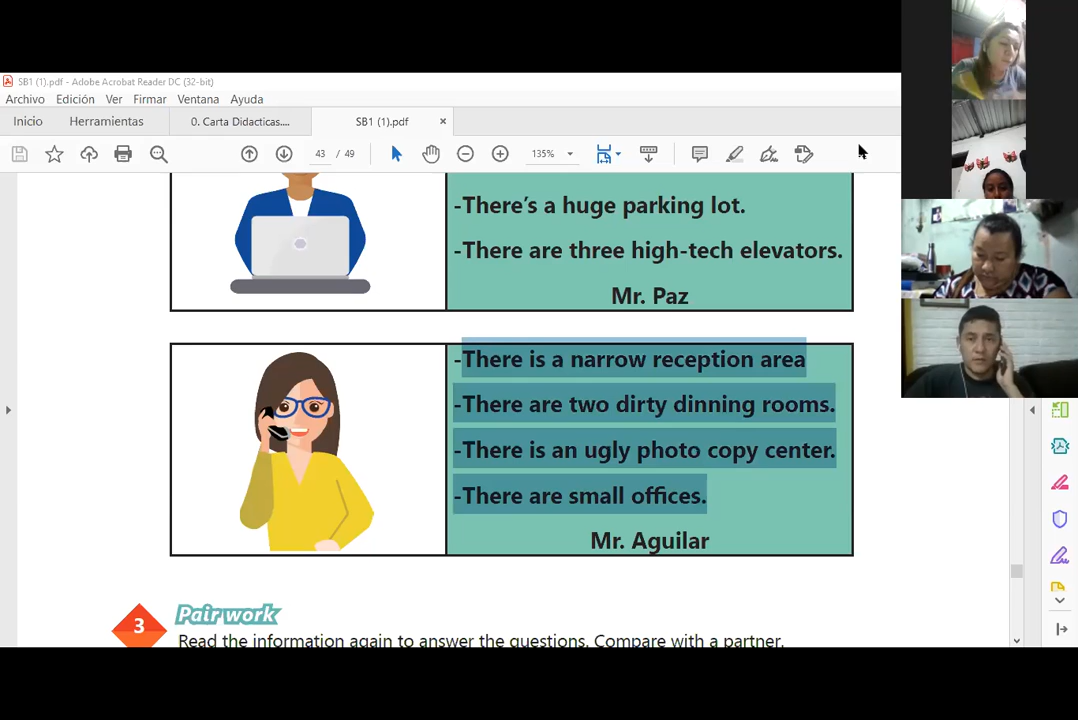 SB1 (1).pdf - Adobe Acrobat Reader DC (32-bit)
Archivo Edición Ver Firmar Ventana Ayuda
Inicio Herramientas 0. Carta Didacticas.... SB1 (1).pdf ×
43 / 49 135%
-There's a huge parking lot.
-There are three high-tech elevators.
Mr. Paz
-There is a narrow reception area
-There are two dirty dinning rooms.
-There is an ugly photo copy center.
-There are small offices.
Mr. Aguilar
3 Pair work
Read the information again to answer the questions. Compare with a partner.